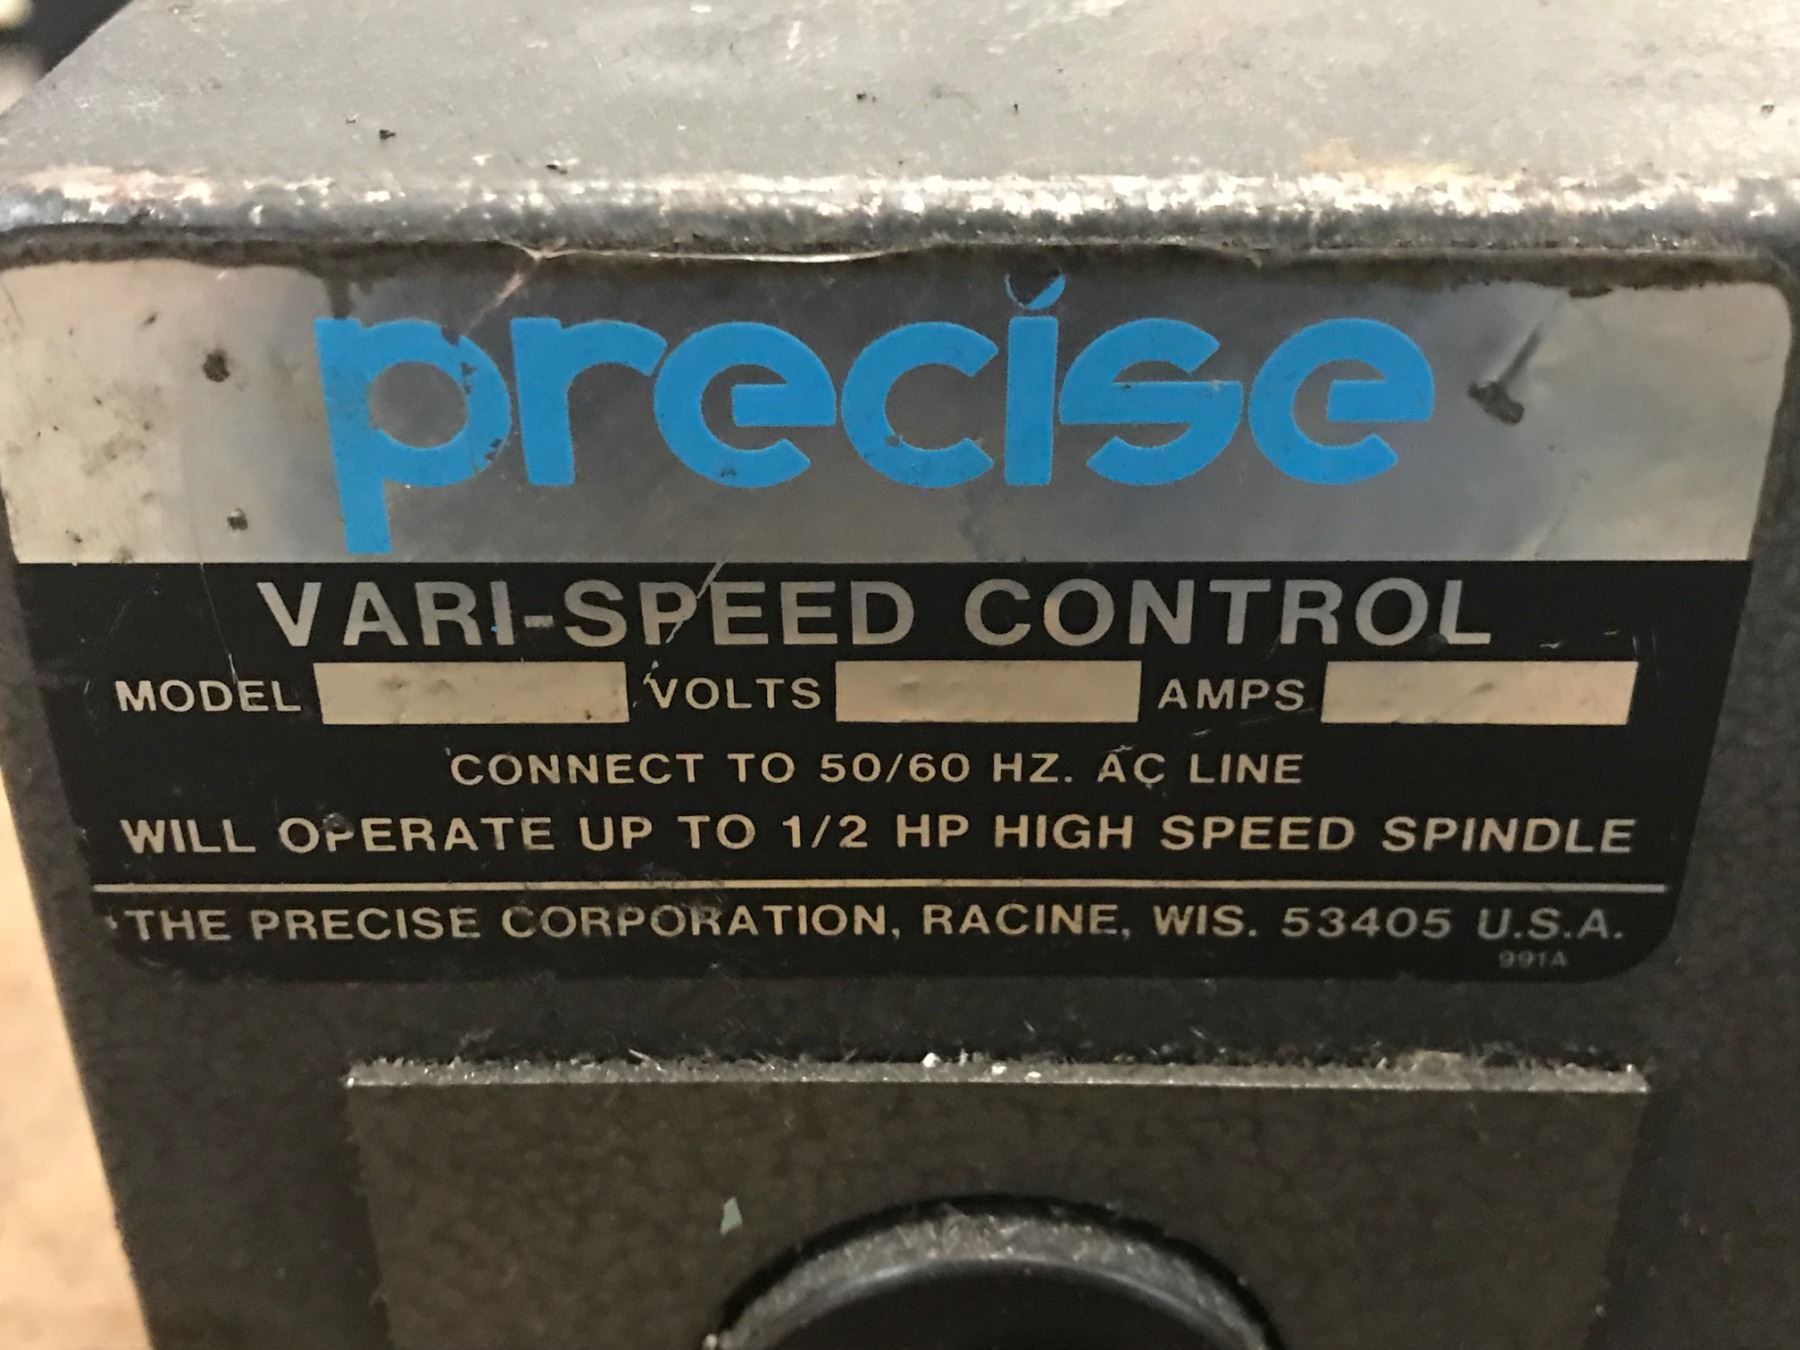 precise
VARI-SPEED CONTROL
MODEL VOLTS AMPS
CONNECT TO 50/60 HZ. AC LINE
WILL OPERATE UP TO 1/2 HP HIGH SPEED SPINDLE
THE PRECISE CORPORATION, RACINE, WIS. 53405 U.S.A.
991A